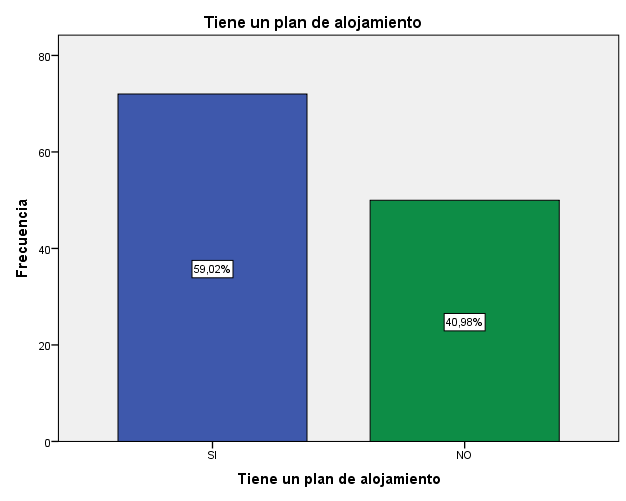 Tiene un plan de alojamiento
80
60
40
20
0
Frecuencia
59,02%
40,98%
SI
NO
Tiene un plan de alojamiento